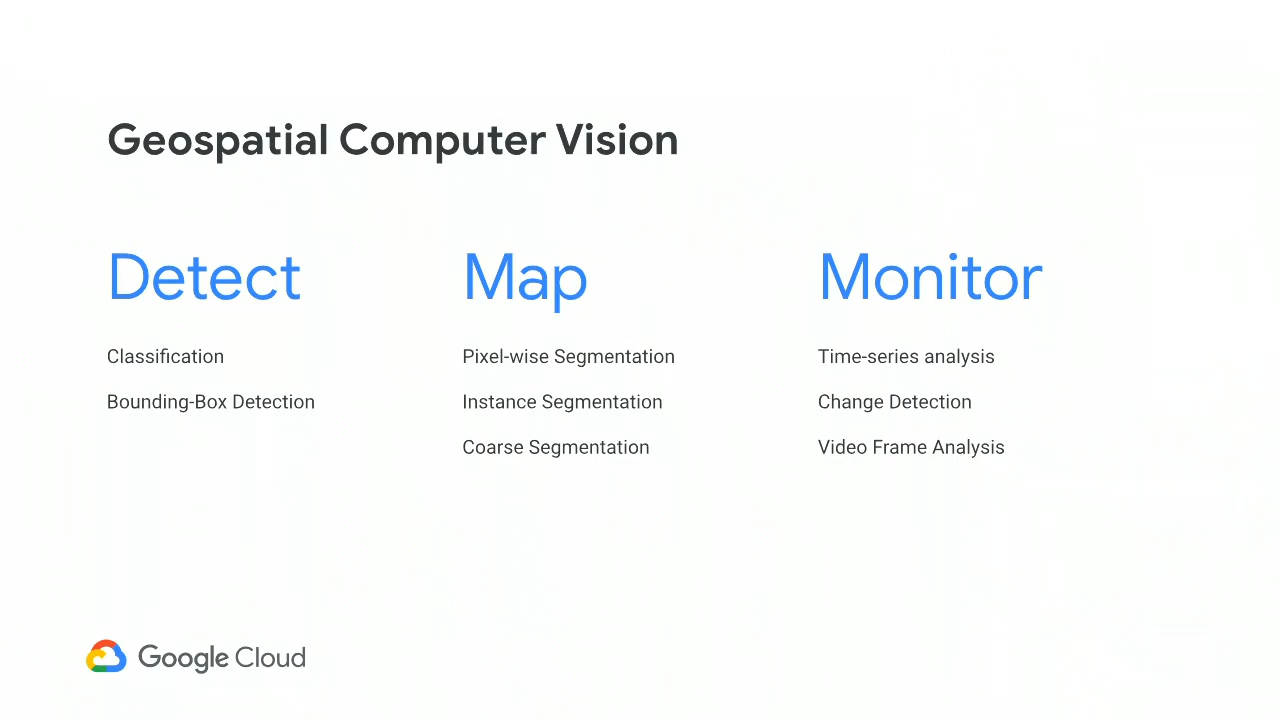 Geospatial Computer Vision
Detect
Classification
Bounding-Box Detection
Map
Pixel-wise Segmentation
Instance Segmentation
Coarse Segmentation
Monitor
Time-series analysis
Change Detection
Video Frame Analysis
Google Cloud